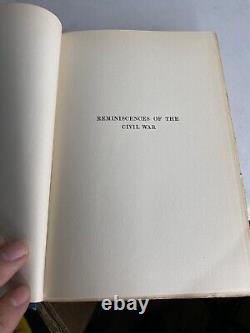 REMINISCENCES OF THE
CIVIL WAR